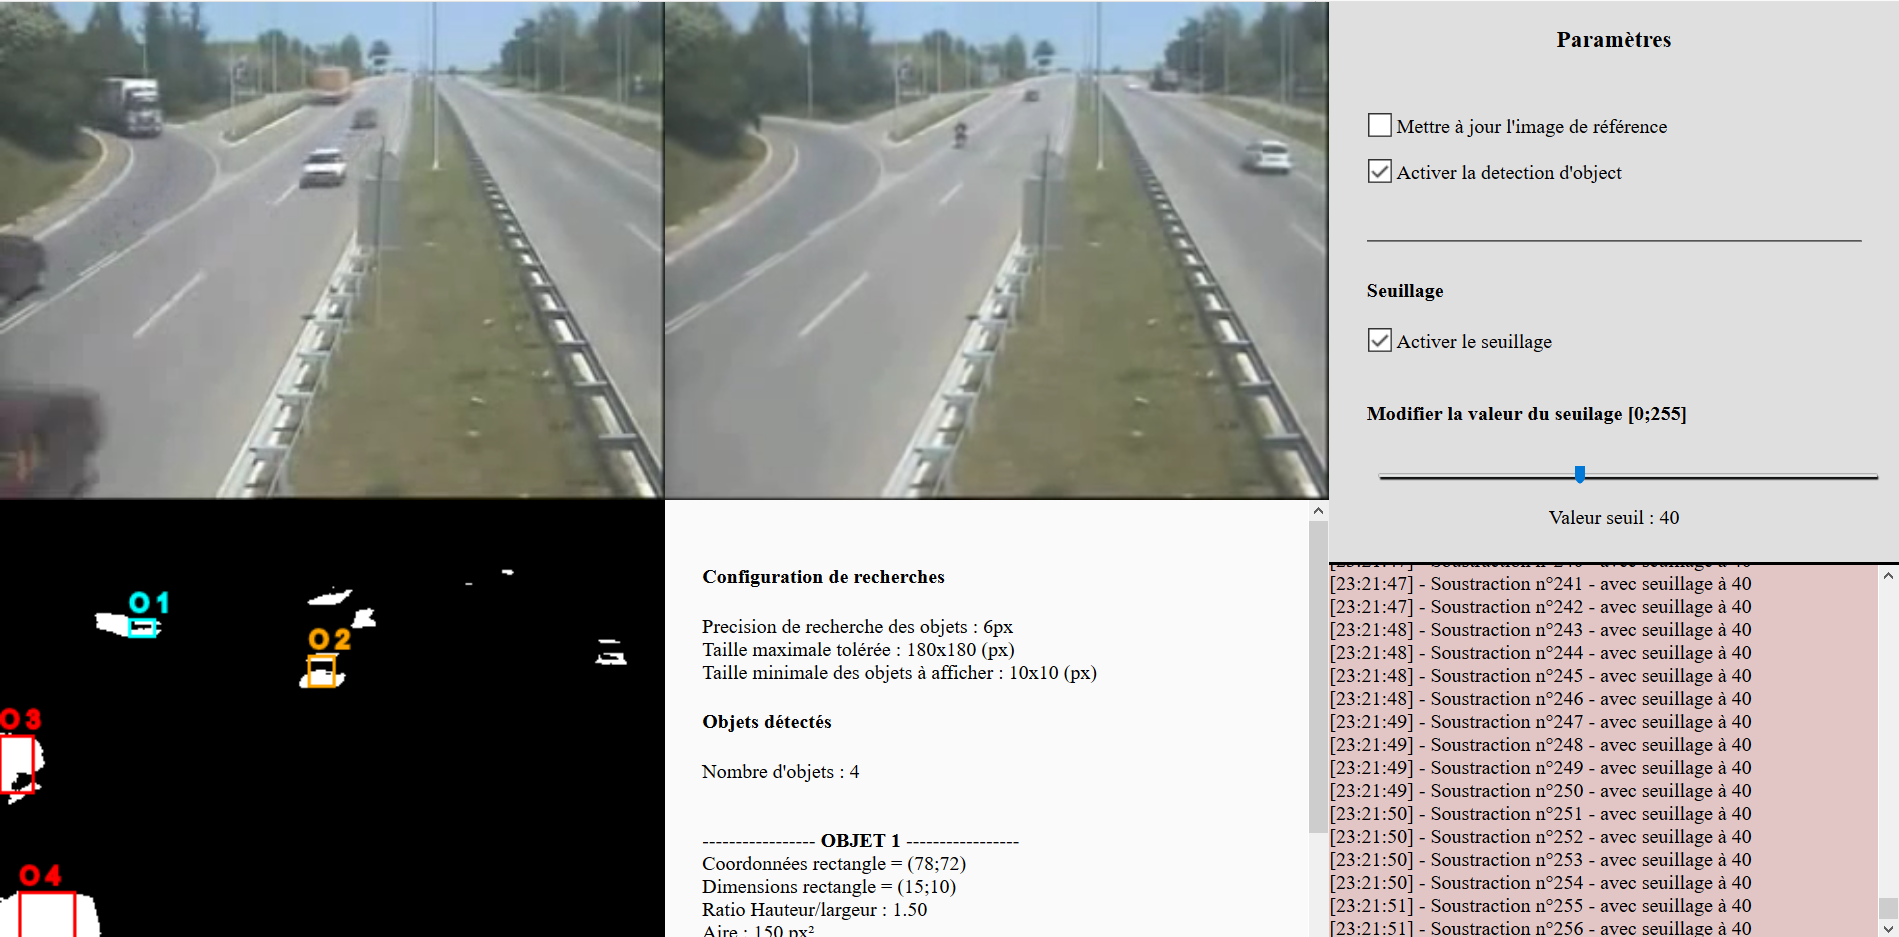 Paramètres
Mettre à jour l'image de référence
Activer la detection d'object
Seuillage
Activer le seuillage
Modifier la valeur du seuilage [0;255]
Valeur seuil : 40
O 1
O 2
O 3
O 4
Configuration de recherches
Precision de recherche des objets : 6px
Taille maximale tolérée : 180x180 (px)
Taille minimale des objets à afficher : 10x10 (px)
Objets détectés
Nombre d'objets : 4
----------------- OBJET 1 -----------------
Coordonnées rectangle = (78;72)
Dimensions rectangle = (15;10)
Ratio Hauteur/largeur : 1.50
Aire : 150 px²
[23:21:47] - Soustraction n°241 - avec seuillage à 40
[23:21:47] - Soustraction n°242 - avec seuillage à 40
[23:21:48] - Soustraction n°243 - avec seuillage à 40
[23:21:48] - Soustraction n°244 - avec seuillage à 40
[23:21:48] - Soustraction n°245 - avec seuillage à 40
[23:21:48] - Soustraction n°246 - avec seuillage à 40
[23:21:49] - Soustraction n°247 - avec seuillage à 40
[23:21:49] - Soustraction n°248 - avec seuillage à 40
[23:21:49] - Soustraction n°249 - avec seuillage à 40
[23:21:49] - Soustraction n°250 - avec seuillage à 40
[23:21:50] - Soustraction n°251 - avec seuillage à 40
[23:21:50] - Soustraction n°252 - avec seuillage à 40
[23:21:50] - Soustraction n°253 - avec seuillage à 40
[23:21:50] - Soustraction n°254 - avec seuillage à 40
[23:21:51] - Soustraction n°255 - avec seuillage à 40
[23:21:51] - Soustraction n°256 - avec seuillage à 40